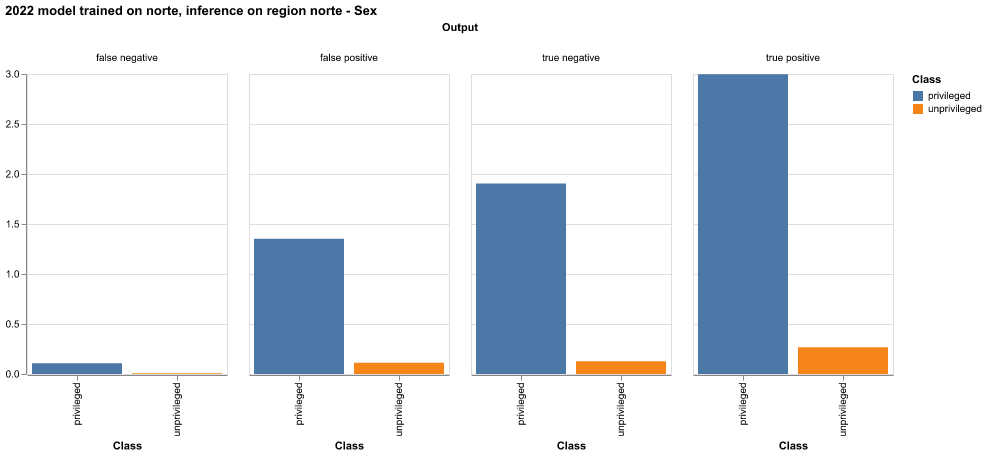 2022 model trained on norte, inference on region norte - Sex
Output
false negative
false positive
true negative
true positive
3.0
2.5
2.0
1.5
1.0
0.5
0.0
privileged
unprivileged
privileged
unprivileged
privileged
unprivileged
privileged
unprivileged
Class
Class
Class
Class
Class
privileged
unprivileged